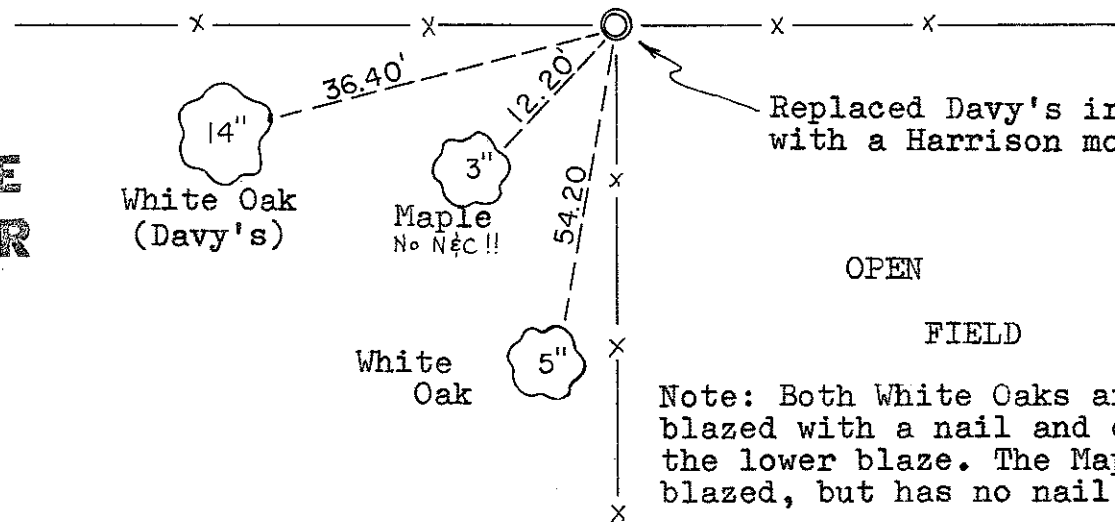 36.40'
12.20'
54.20
14"
3"
5"
White Oak
(Davy's)
Maple
No N&C !!
White
Oak
Replaced Davy's
with a Harrison
OPEN
FIELD
Note: Both White Oaks
blazed with a nail and
the lower blaze. The
blazed, but has no nail